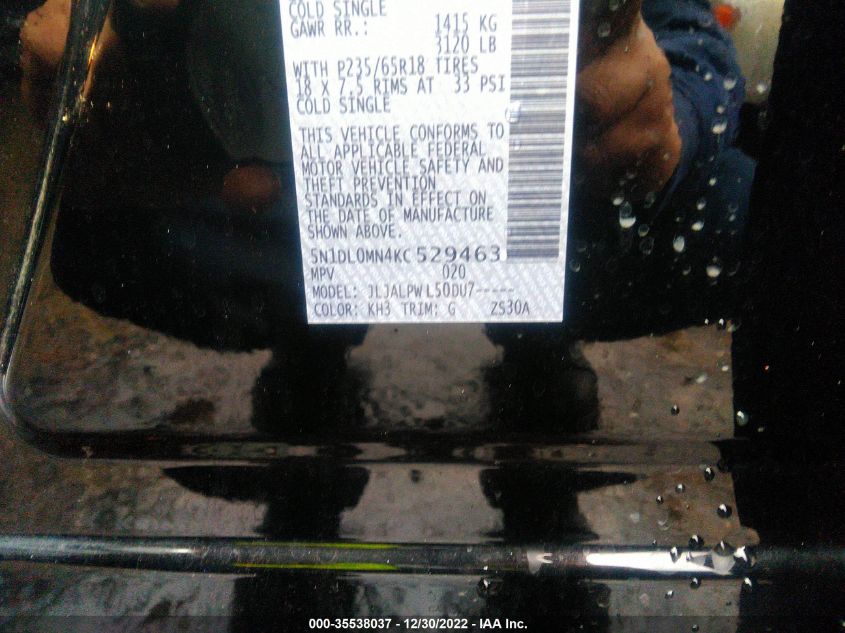 COLD SINGLE
GAWR RR.: 1415 KG
3120 LB
WITH P235/65R18 TIRES
18 X 7.5 RIMS AT 33 PSI
COLD SINGLE
THIS VEHICLE CONFORMS TO
ALL APPLICABLE FEDERAL
MOTOR VEHICLE SAFETY AND
THEFT PREVENTION
STANDARDS IN EFFECT ON
THE DATE OF MANUFACTURE
SHOWN ABOVE.
5N1DL0MN4KC529463
MPV 020
MODEL: JLJALPWL50DU7-----
COLOR: KH3 TRIM: G ZS30A
000-35538037 - 12/30/2022 - IAA Inc.